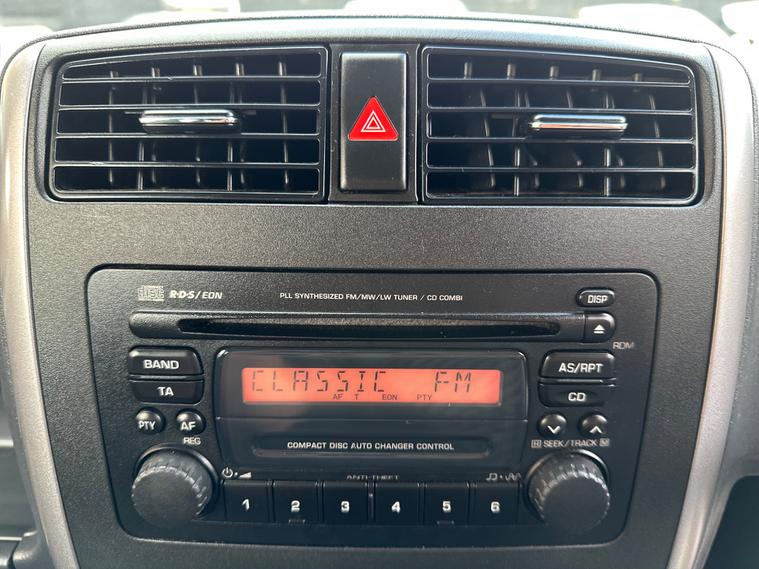 disc R·D·S/EON PLL SYNTHESIZED FM/MW/LW TUNER / CD COMBI DISP
RDM
BAND AS/RPT
CLASSIC FM
AF T EON PTY
TA CD
PTY AF
REG
COMPACT DISC AUTO CHANGER CONTROL
H SEEK/TRACK M
ANTI-THEFT
1 2 3 4 5 6